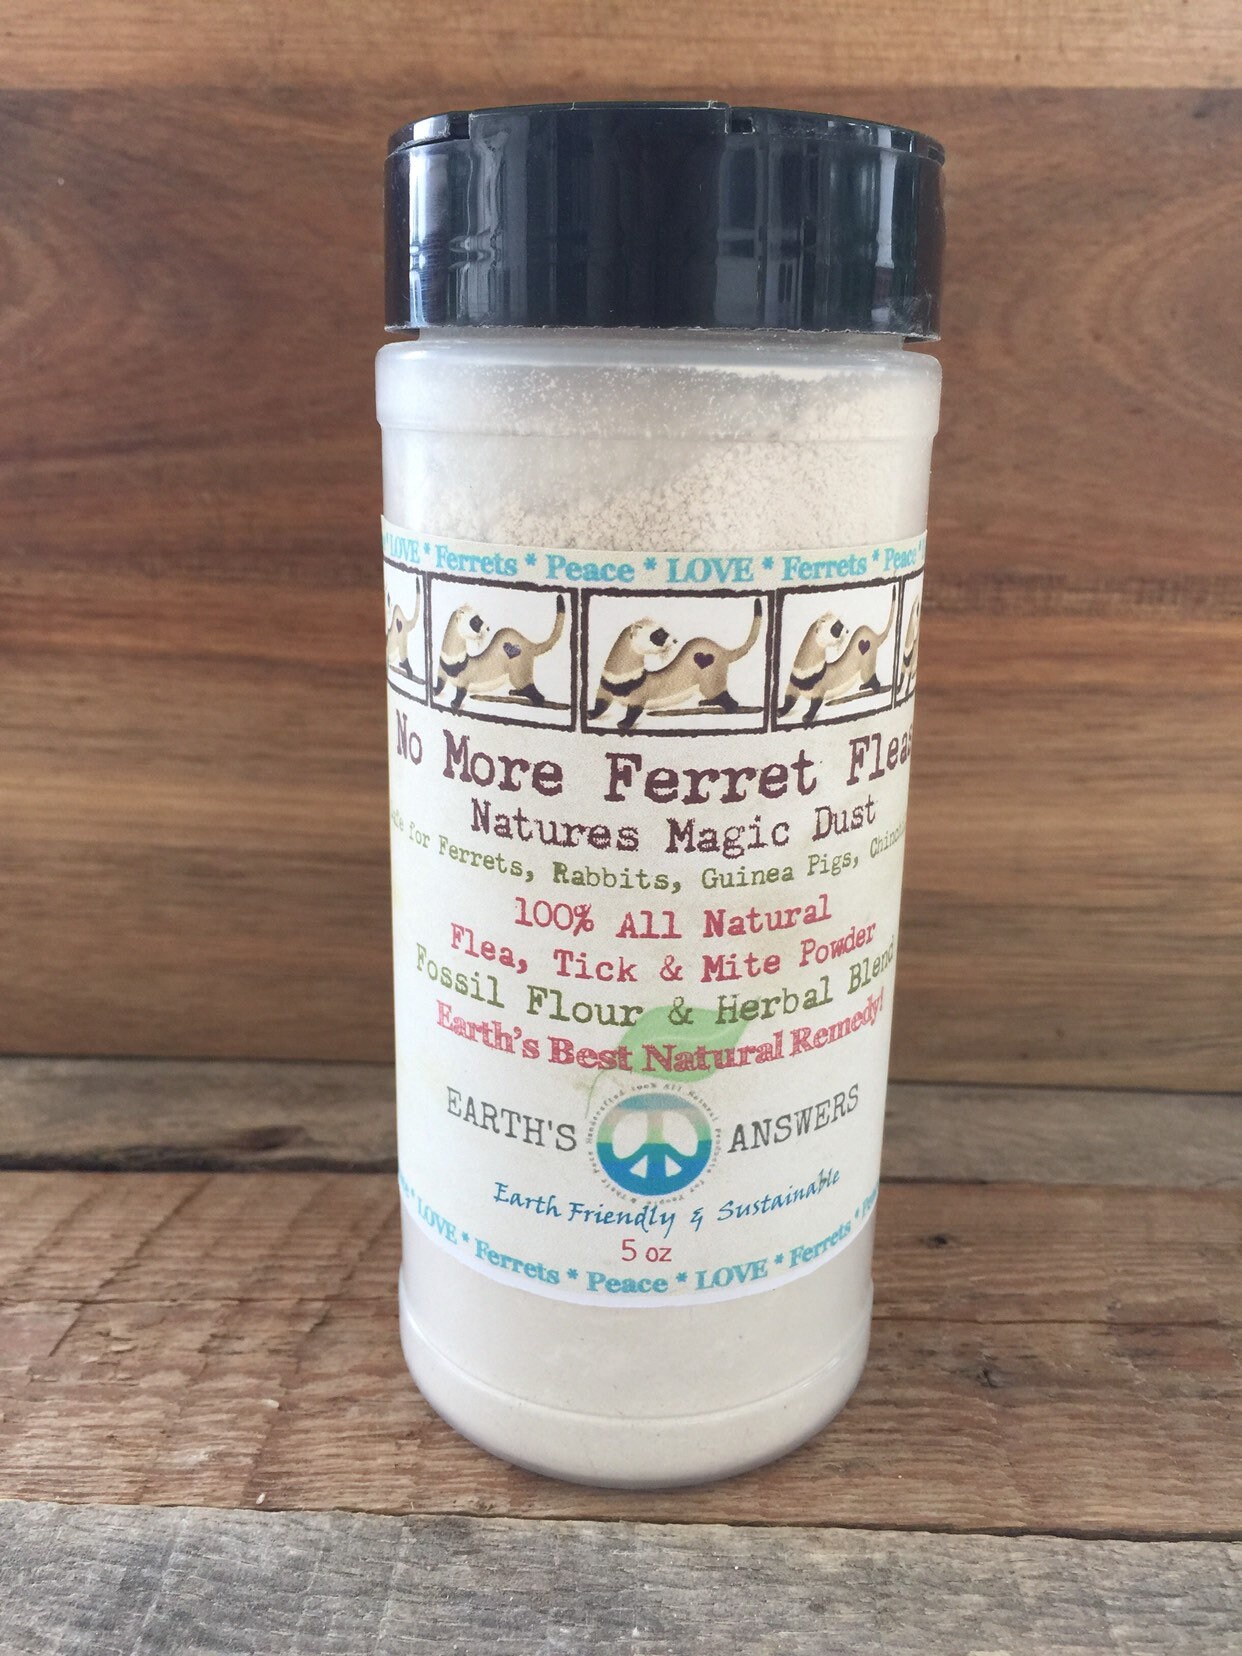 LOVE * Ferrets * Peace * LOVE * Ferrets * Peace
No More Ferret Fleas
Natures Magic Dust
for Ferrets, Rabbits, Guinea Pigs,
100% All Natural
Flea, Tick & Mite Powder
Fossil Flour & Herbal Blend
Earth's Best Natural Remedy!
EARTH'S ANSWERS
Earth Friendly & Sustainable
5 oz
LOVE * Ferrets * Peace * LOVE * Ferrets *